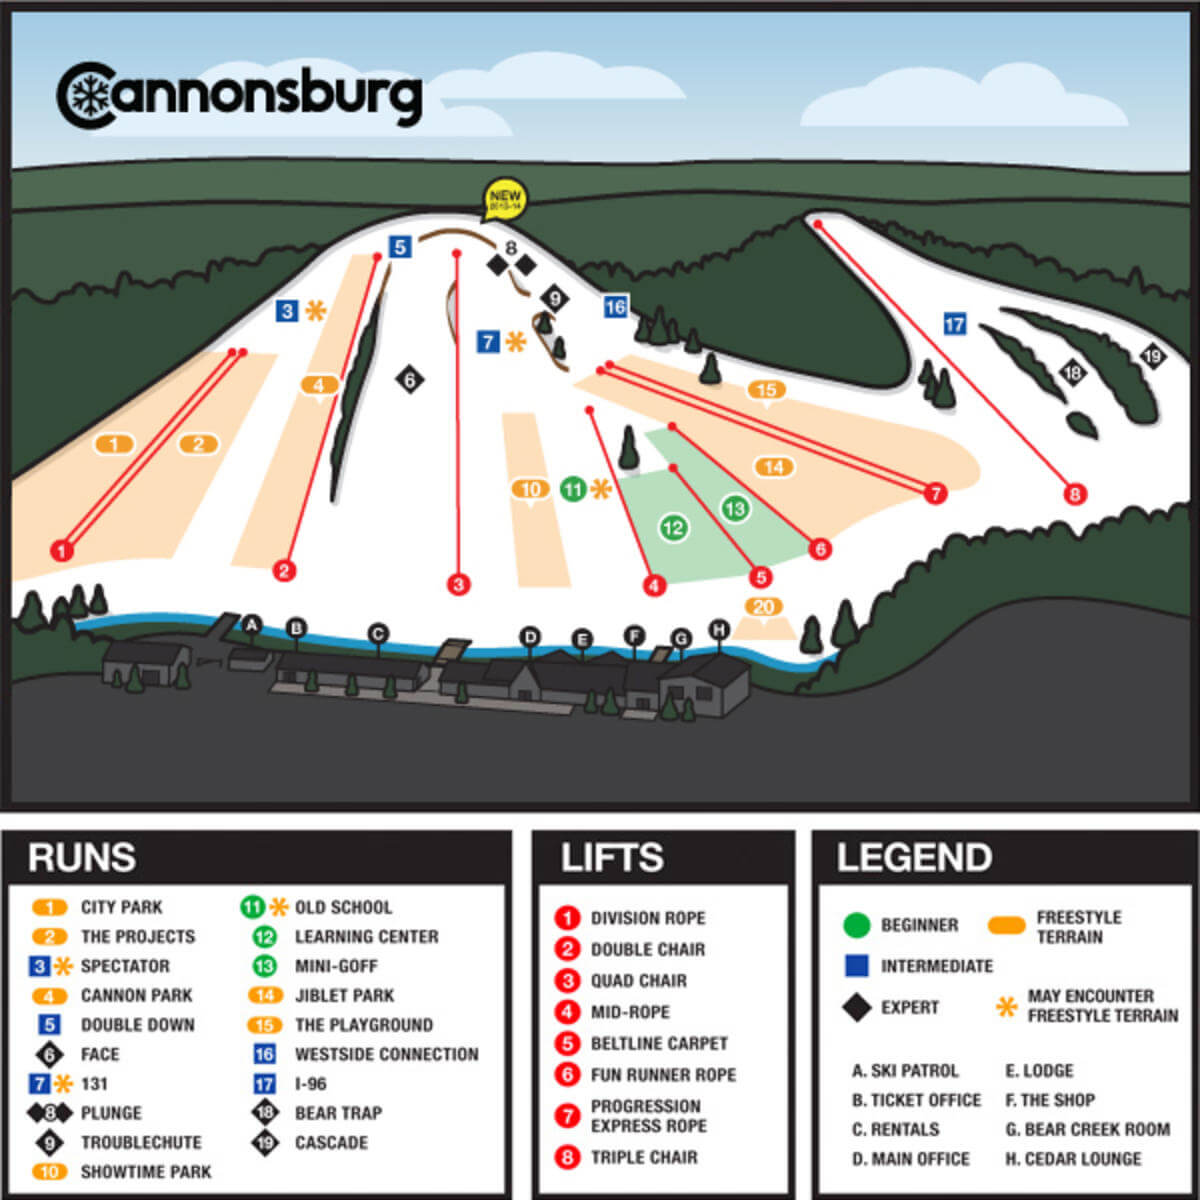 Cannonsburg
NEW
2013-14
5
8
3
9
16
7
17
4
6
19
18
15
1
2
14
10
11
7
8
13
12
1
6
2
3
4
5
20
A
B
C
D
E
F
G
H
RUNS
1 CITY PARK
2 THE PROJECTS
3 SPECTATOR
4 CANNON PARK
5 DOUBLE DOWN
6 FACE
7 131
8 PLUNGE
9 TROUBLECHUTE
10 SHOWTIME PARK
11 OLD SCHOOL
12 LEARNING CENTER
13 MINI-GOFF
14 JIBLET PARK
15 THE PLAYGROUND
16 WESTSIDE CONNECTION
17 I-96
18 BEAR TRAP
19 CASCADE
LIFTS
1 DIVISION ROPE
2 DOUBLE CHAIR
3 QUAD CHAIR
4 MID-ROPE
5 BELTLINE CARPET
6 FUN RUNNER ROPE
7 PROGRESSION
EXPRESS ROPE
8 TRIPLE CHAIR
LEGEND
BEGINNER
INTERMEDIATE
EXPERT
FREESTYLE
TERRAIN
MAY ENCOUNTER
FREESTYLE TERRAIN
A. SKI PATROL
B. TICKET OFFICE
C. RENTALS
D. MAIN OFFICE
E. LODGE
F. THE SHOP
G. BEAR CREEK ROOM
H. CEDAR LOUNGE